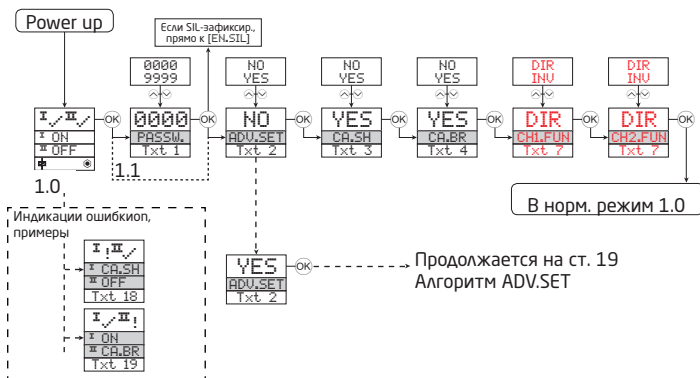 Power up
Если SIL-зафиксир.,
прямо к [EN.SIL]
0000
9999
NO
YES
NO
YES
NO
YES
DIR
INV
DIR
INV
I ON
II OFF
OK
0000
PASSW.
Txt 1
OK
NO
ADV.SET
Txt 2
OK
YES
CA.SH
Txt 3
OK
YES
CA.BR
Txt 4
OK
DIR
CH1.FUN
Txt 7
OK
DIR
CH2.FUN
Txt 7
OK
1.0
1.1
В норм. режим 1.0
Индикации ошибкиоп,
примеры
I ! II
I CA.SH
II OFF
Txt 18
I II !
I ON
II CA.BR
Txt 19
YES
ADV.SET
Txt 2
OK
Продолжается на ст. 19
Алгоритм ADV.SET